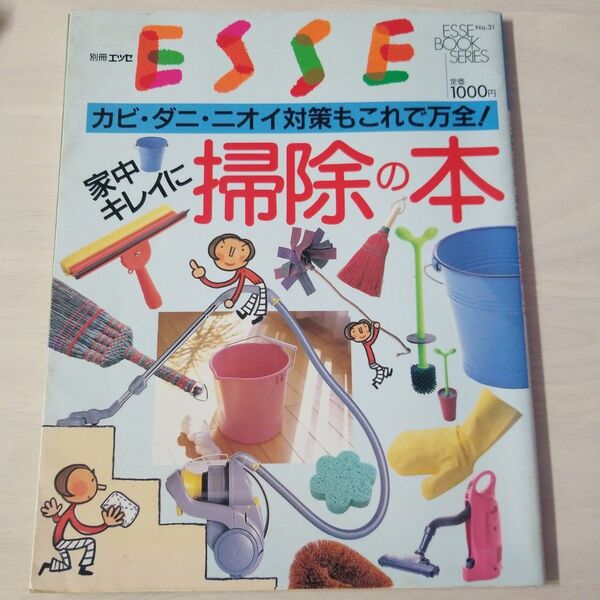 別冊エッセ
ESSE
ESSE No.31
BOOK
SERIES
定価
1000円
カビ・ダニ・ニオイ対策もこれで万全!
家中
キレイに
掃除の本